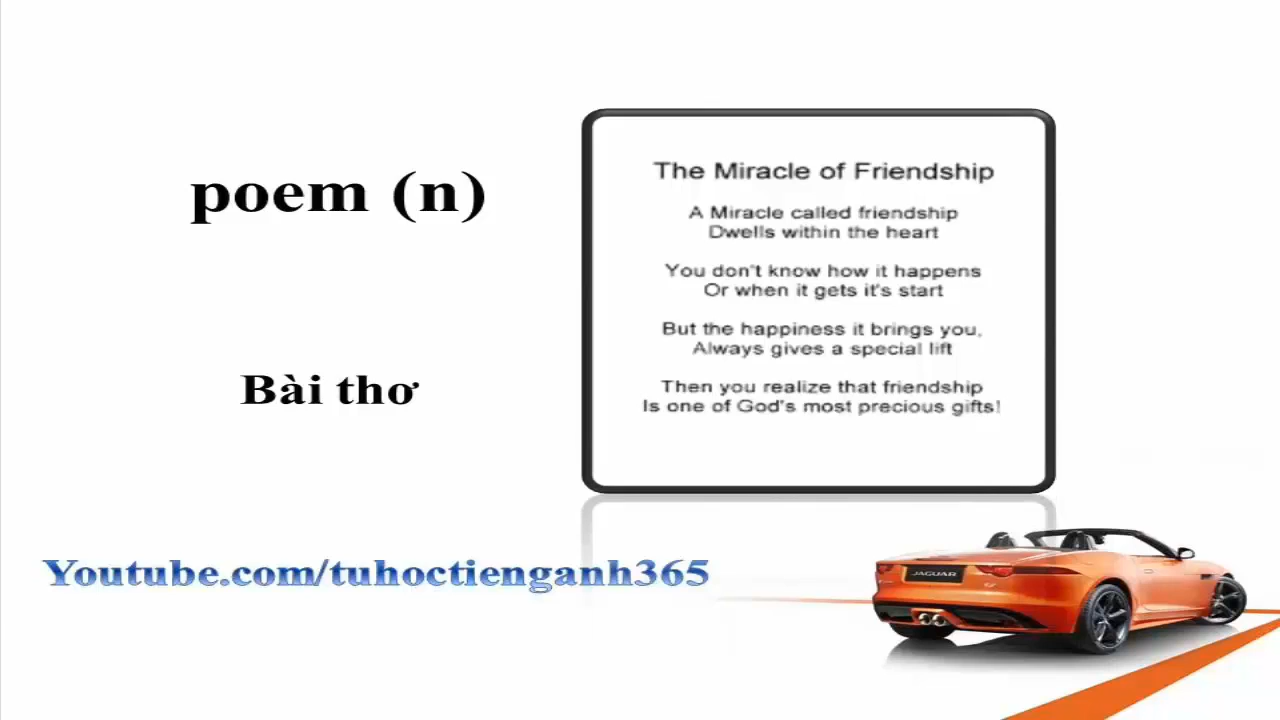 poem (n)
Bài thơ
The Miracle of Friendship
A Miracle called friendship
Dwells within the heart
You don't know how it happens
Or when it gets it's start
But the happiness it brings you,
Always gives a special lift
Then you realize that friendship
Is one of God's most precious gifts!
Youtube.com/tuhoctienganh365
JAGUAR